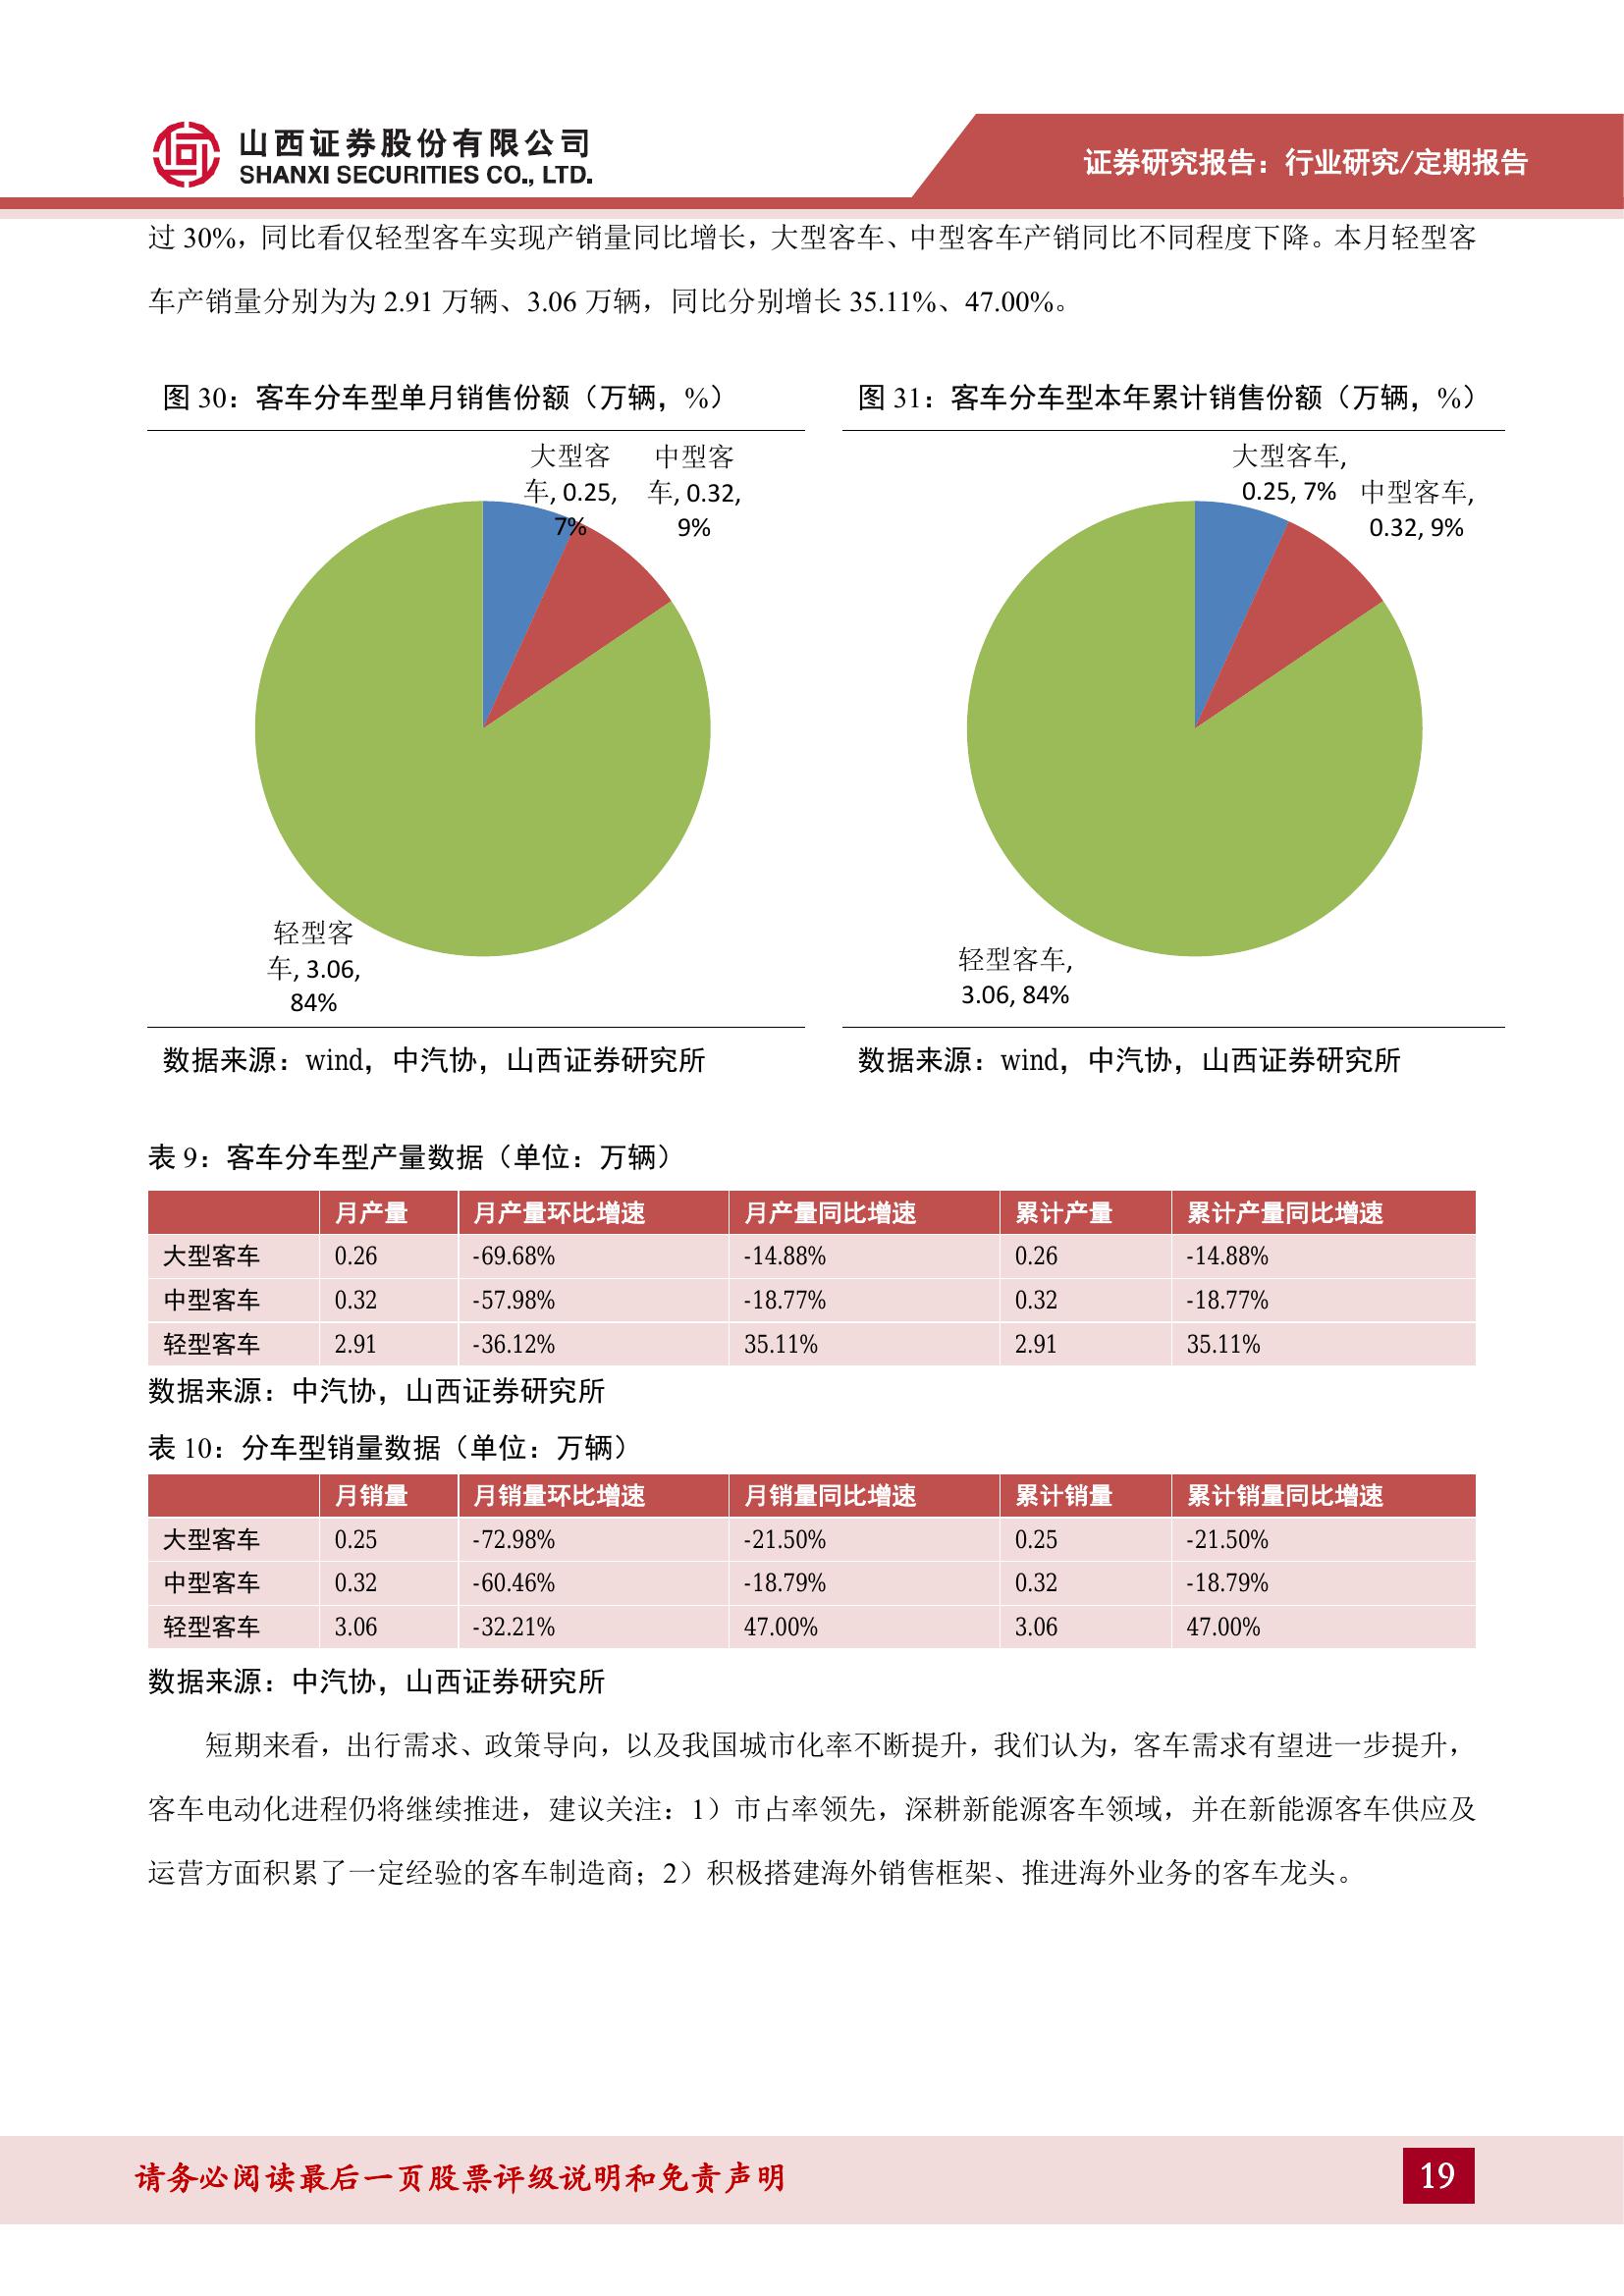 山西证券股份有限公司
SHANXI SECURITIES CO., LTD.
证券研究报告：行业研究/定期报告
过 30%，同比看仅轻型客车实现产销量同比增长，大型客车、中型客车产销同比不同程度下降。本月轻型客
车产销量分别为为 2.91 万辆、3.06 万辆，同比分别增长 35.11%、47.00%。
图 30：客车分车型单月销售份额（万辆，%）
大型客
车, 0.25,
7%
中型客
车, 0.32,
9%
轻型客
车, 3.06,
84%
数据来源：wind，中汽协，山西证券研究所
图 31：客车分车型本年累计销售份额（万辆，%）
大型客车,
0.25, 7%
中型客车,
0.32, 9%
轻型客车,
3.06, 84%
数据来源：wind，中汽协，山西证券研究所
表 9：客车分车型产量数据（单位：万辆）
月产量 月产量环比增速 月产量同比增速 累计产量 累计产量同比增速
大型客车 0.26 -69.68% -14.88% 0.26 -14.88%
中型客车 0.32 -57.98% -18.77% 0.32 -18.77%
轻型客车 2.91 -36.12% 35.11% 2.91 35.11%
数据来源：中汽协，山西证券研究所
表 10：分车型销量数据（单位：万辆）
月销量 月销量环比增速 月销量同比增速 累计销量 累计销量同比增速
大型客车 0.25 -72.98% -21.50% 0.25 -21.50%
中型客车 0.32 -60.46% -18.79% 0.32 -18.79%
轻型客车 3.06 -32.21% 47.00% 3.06 47.00%
数据来源：中汽协，山西证券研究所
短期来看，出行需求、政策导向，以及我国城市化率不断提升，我们认为，客车需求有望进一步提升，
客车电动化进程仍将继续推进，建议关注：1）市占率领先，深耕新能源客车领域，并在新能源客车供应及
运营方面积累了一定经验的客车制造商；2）积极搭建海外销售框架、推进海外业务的客车龙头。
请务必阅读最后一页股票评级说明和免责声明
19